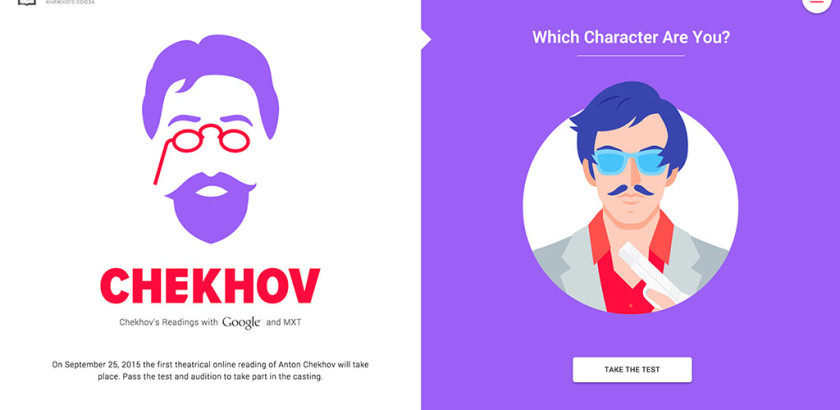 КНИЖНОГО СОЮЗА
CHEKHOV
Chekhov's Readings with Google and MXT
On September 25, 2015 the first theatrical online reading of Anton Chekhov will take
place. Pass the test and audition to take part in the casting.
Which Character Are You?
TAKE THE TEST